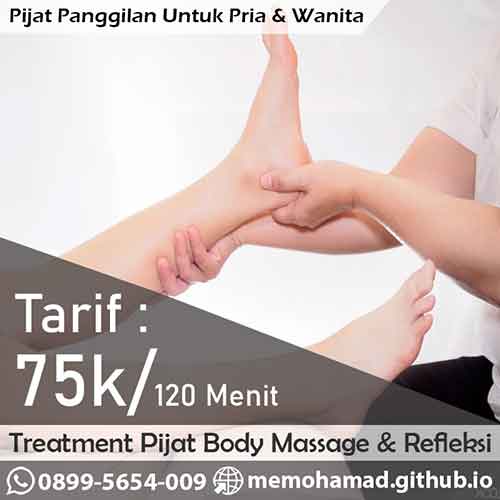 Pijat Panggilan Untuk Pria & Wanita
Tarif :
75k/120 Menit
Treatment Pijat Body Massage & Refleksi
0899-5654-009 memohamad.github.io